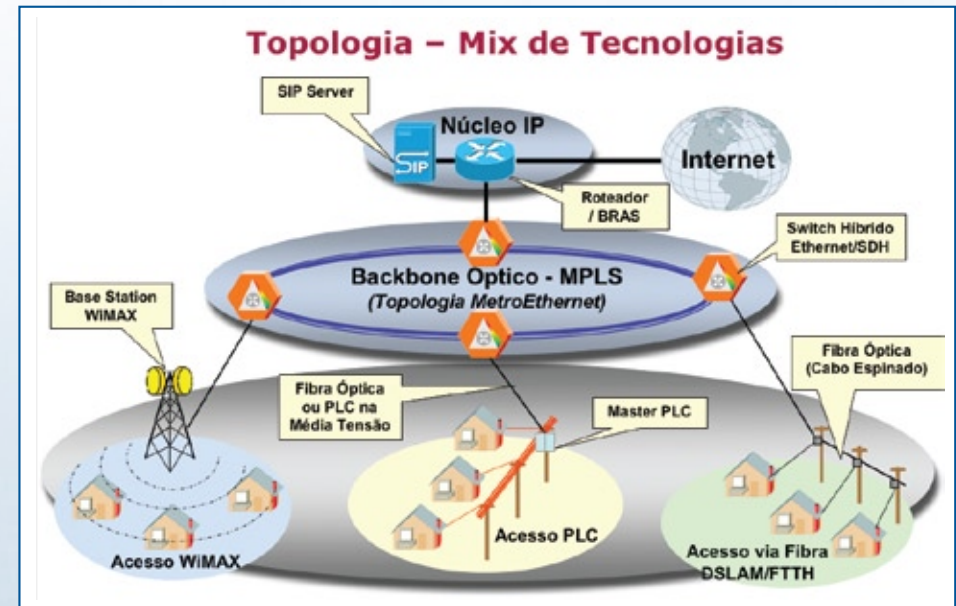 Topologia – Mix de Tecnologias
SIP Server
Núcleo IP
SIP
Internet
Roteador
/ BRAS
Switch Híbrido
Ethernet/SDH
Backbone Optico - MPLS
(Topologia MetroEthernet)
Base Station
WiMAX
Fibra Óptica
(Cabo Espinado)
Fibra Óptica
ou PLC na
Média Tensão
Master PLC
Acesso WiMAX
Acesso PLC
Acesso via Fibra
DSLAM/FTTH